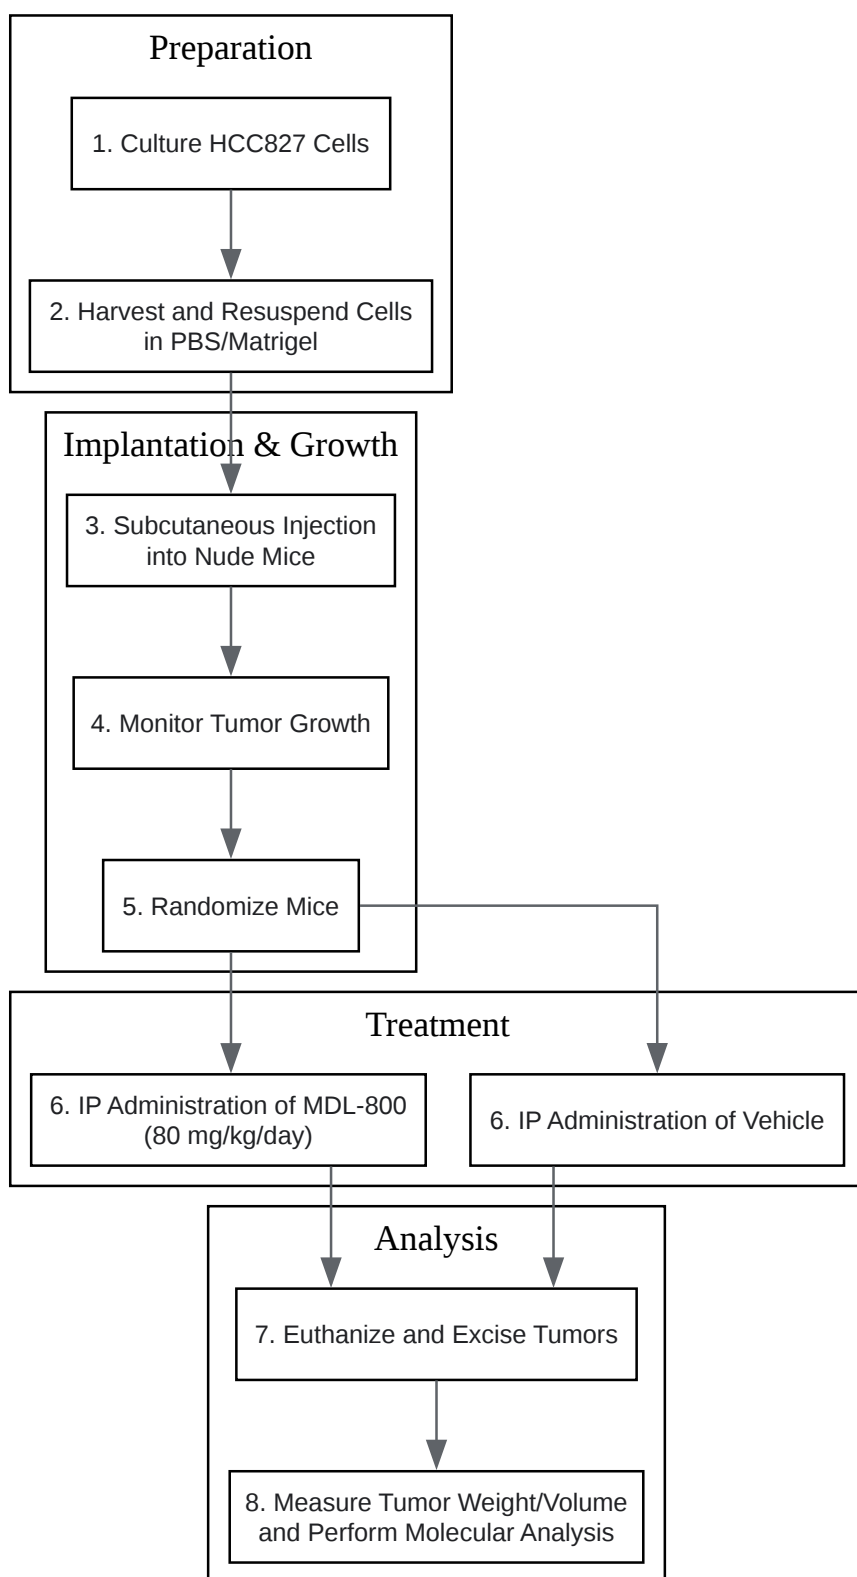 Preparation
1. Culture HCC827 Cells
2. Harvest and Resuspend Cells
in PBS/Matrigel
Implantation & Growth
3. Subcutaneous Injection
into Nude Mice
4. Monitor Tumor Growth
5. Randomize Mice
Treatment
6. IP Administration of MDL-800
(80 mg/kg/day)
6. IP Administration of Vehicle
Analysis
7. Euthanize and Excise Tumors
8. Measure Tumor Weight/Volume
and Perform Molecular Analysis